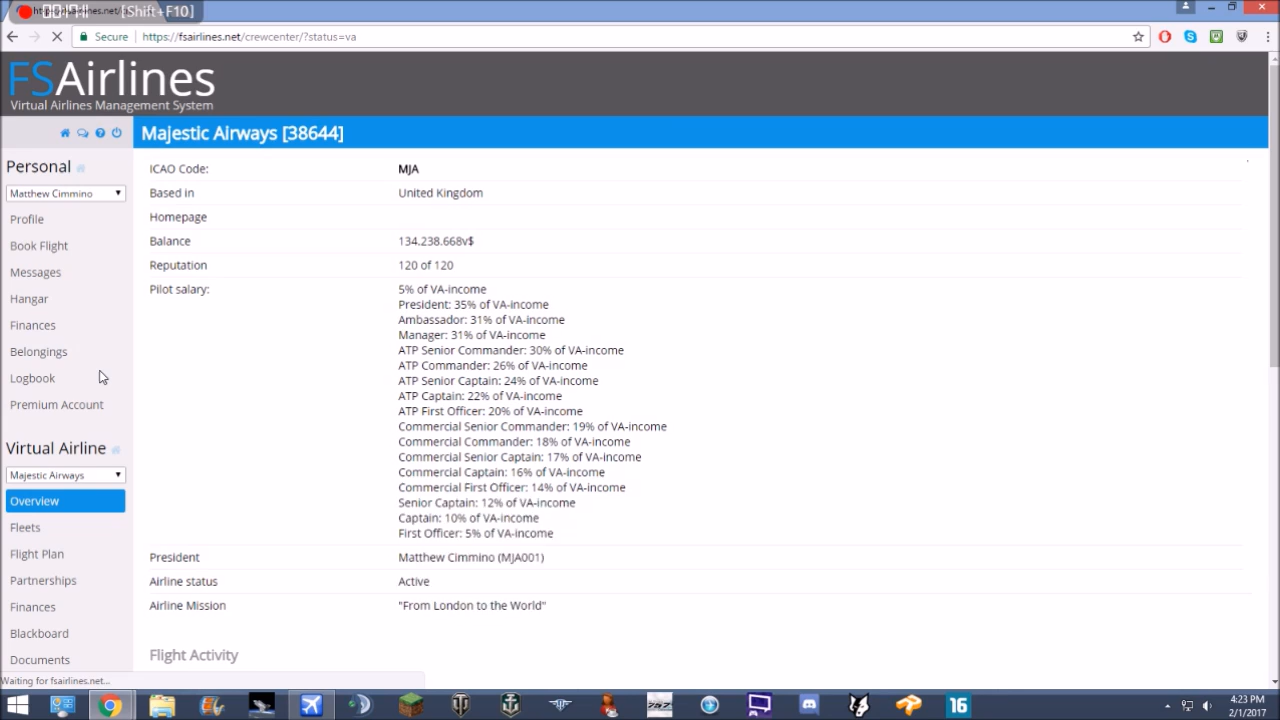 [Shift+F10]
Secure https://fsairlines.net/crewcenter/?status=va
FSAirlines
Virtual Airlines Management System
Majestic Airways [38644]
Personal
Matthew Cimmino
Profile
Book Flight
Messages
Hangar
Finances
Belongings
Logbook
Premium Account
Virtual Airline
Majestic Airways
Overview
Fleets
Flight Plan
Partnerships
Finances
Blackboard
Documents
ICAO Code: MJA
Based in United Kingdom
Homepage
Balance 134.238.668v$
Reputation 120 of 120
Pilot salary: 5% of VA-income
President: 35% of VA-income
Ambassador: 31% of VA-income
Manager: 31% of VA-income
ATP Senior Commander: 30% of VA-income
ATP Commander: 26% of VA-income
ATP Senior Captain: 24% of VA-income
ATP Captain: 22% of VA-income
ATP First Officer: 20% of VA-income
Commercial Senior Commander: 19% of VA-income
Commercial Commander: 18% of VA-income
Commercial Senior Captain: 17% of VA-income
Commercial Captain: 16% of VA-income
Commercial First Officer: 14% of VA-income
Senior Captain: 12% of VA-income
Captain: 10% of VA-income
First Officer: 5% of VA-income
President Matthew Cimmino (MJA001)
Airline status Active
Airline Mission "From London to the World"
Flight Activity
Waiting for fsairlines.net...
757
16
4:23 PM
2/1/2017